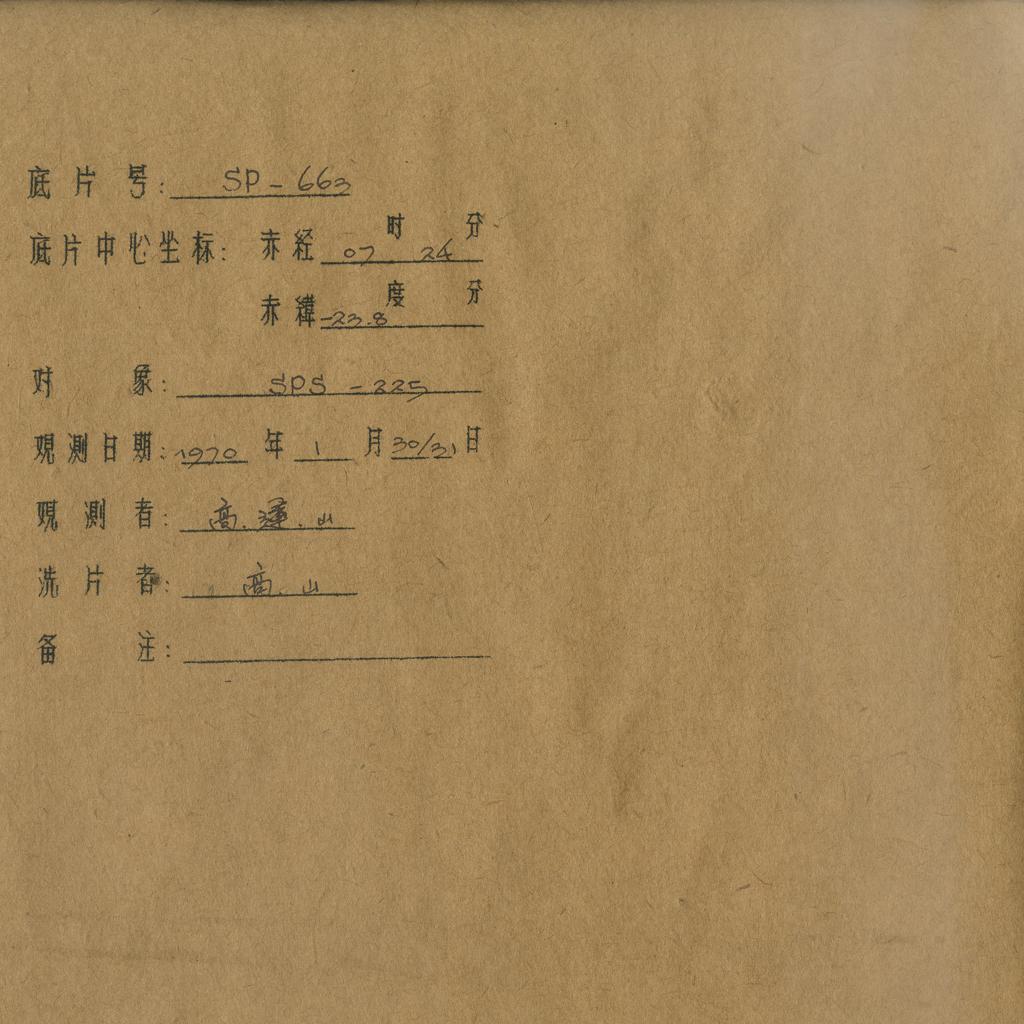 底片号: SP-663
底片中心坐标: 赤经 07 时 24 分
赤緯 -23.8 度 分
对 象: SPS-225
观测日期: 1970 年 1 月 30/31 日
观测者: 高.運.山
洗片者: 高.山
备 注: